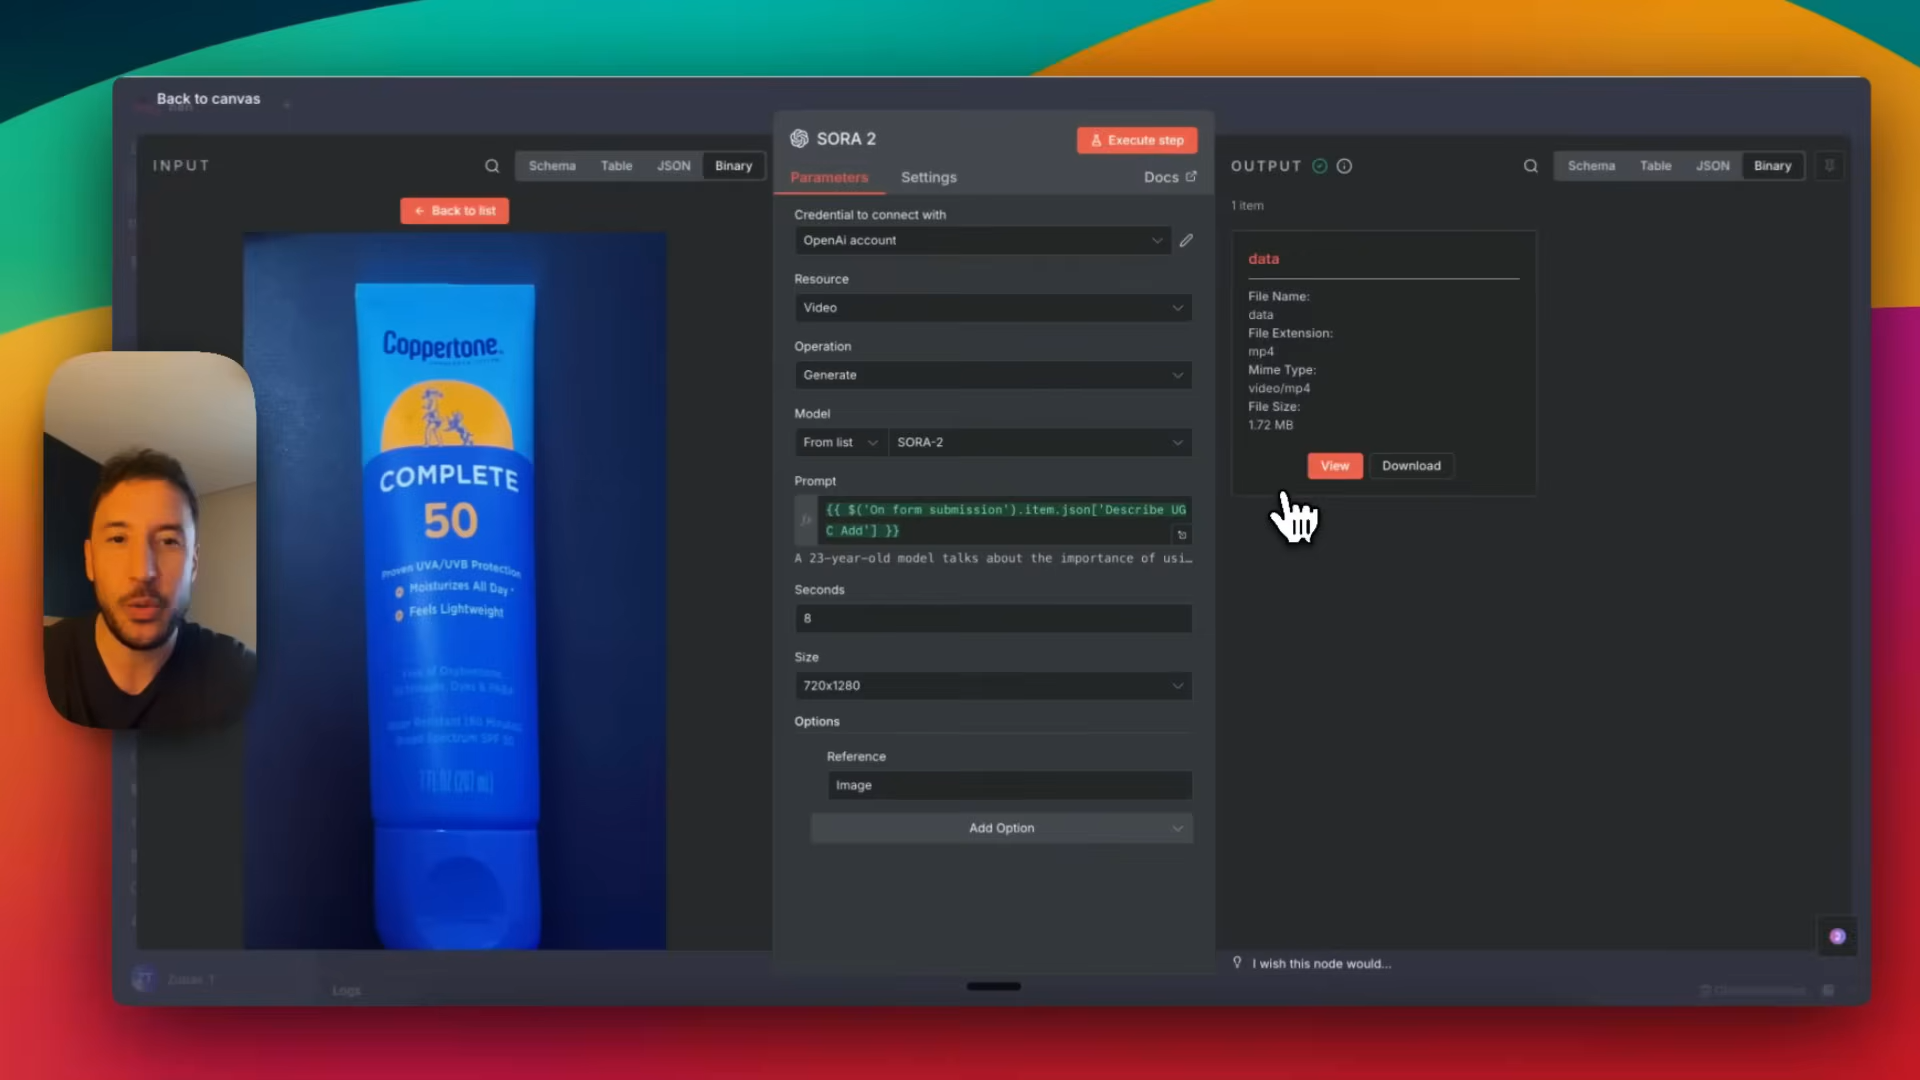 Back to canvas
INPUT
Schema
Table
JSON
Binary
Back to list
Coppertone
COMPLETE
50
Proven UVA/UVB Protection
Moisturizes All Day
Feels Lightweight
SORA 2
Execute step
Parameters
Settings
Docs
Credential to connect with
OpenAi account
Resource
Video
Operation
Generate
Model
From list
SORA-2
Prompt
fx
{{ $('On form submission').item.json['Describe UG
C Add'] }}
A 23-year-old model talks about the importance of usi…
Seconds
8
Size
720x1280
Options
Reference
Image
Add Option
OUTPUT
Schema
Table
JSON
Binary
1 item
data
File Name:
data
File Extension:
mp4
Mime Type:
video/mp4
File Size:
1.72 MB
View
Download
I wish this node would...
Logs